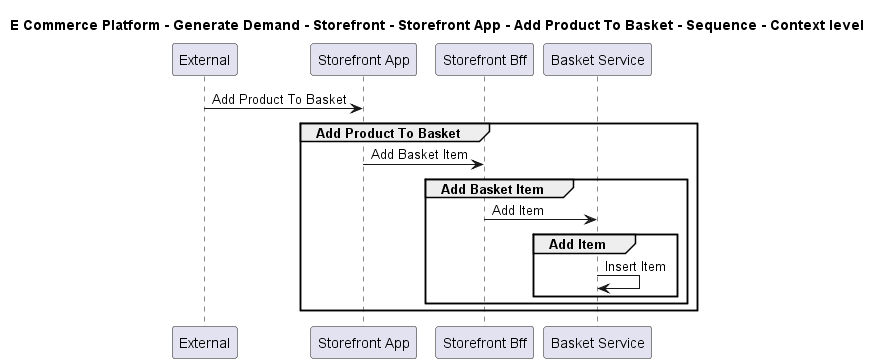 E Commerce Platform - Generate Demand - Storefront - Storefront App - Add Product To Basket - Sequence - Context level
External Storefront App Storefront Bff Basket Service
Add Product To Basket
Add Product To Basket
Add Basket Item
Add Basket Item
Add Item
Add Item
Insert Item
External Storefront App Storefront Bff Basket Service